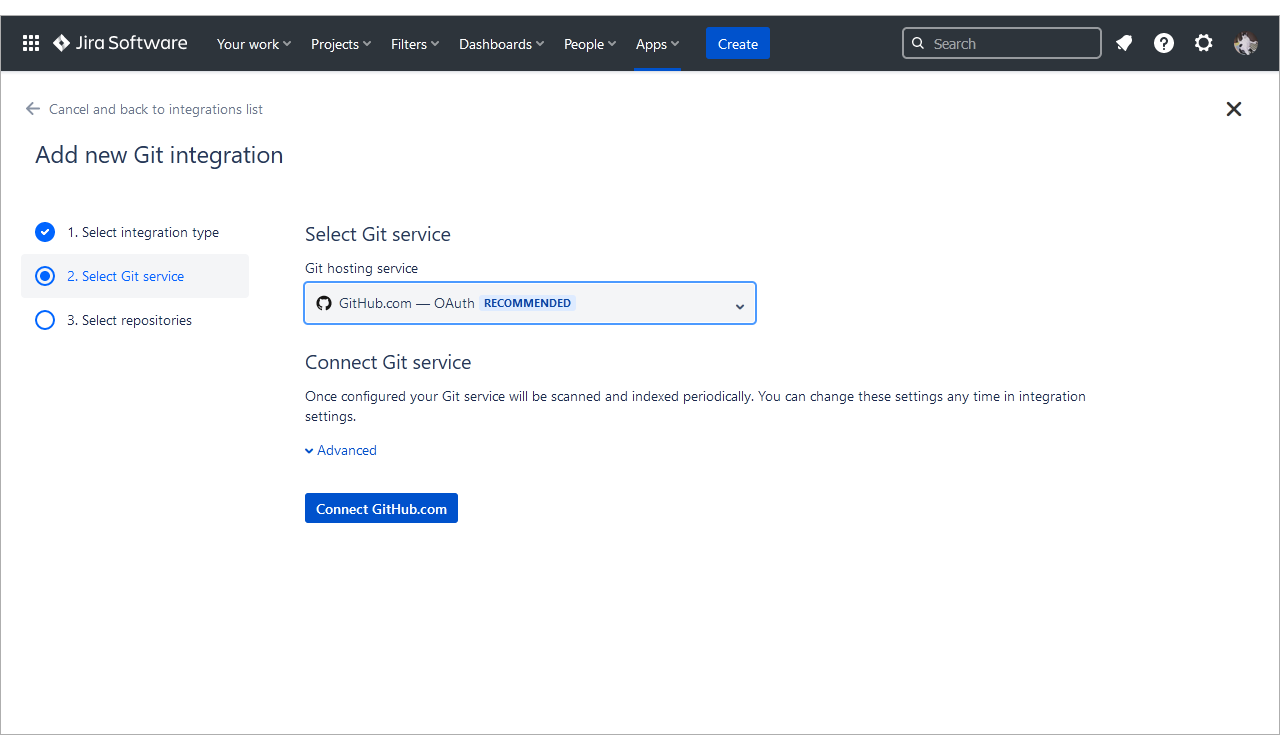 Jira Software Your work Projects Filters Dashboards People Apps Create Search
Cancel and back to integrations list
Add new Git integration
1. Select integration type
2. Select Git service
3. Select repositories
Select Git service
Git hosting service
GitHub.com — OAuth RECOMMENDED
Connect Git service
Once configured your Git service will be scanned and indexed periodically. You can change these settings any time in integration
settings.
Advanced
Connect GitHub.com